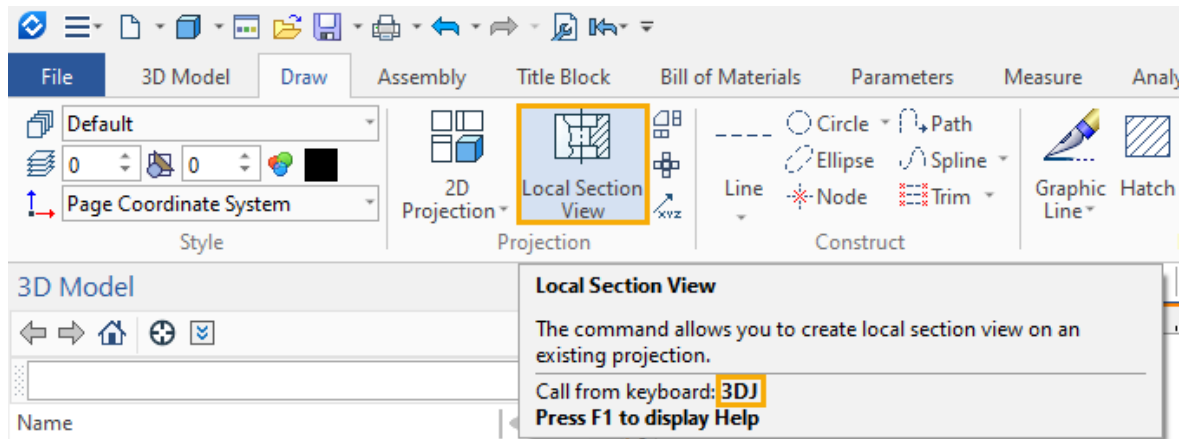 File 3D Model Draw Assembly Title Block Bill of Materials Parameters Measure Analy
Default
0 0
Page Coordinate System
Style
2D
Projection
Local Section
View
xyz
Projection
Line
Circle Path
Ellipse Spline
Node Trim
Construct
Graphic
Line
Hatch
3D Model
Name
Local Section View
The command allows you to create local section view on an
existing projection.
Call from keyboard: 3DJ
Press F1 to display Help